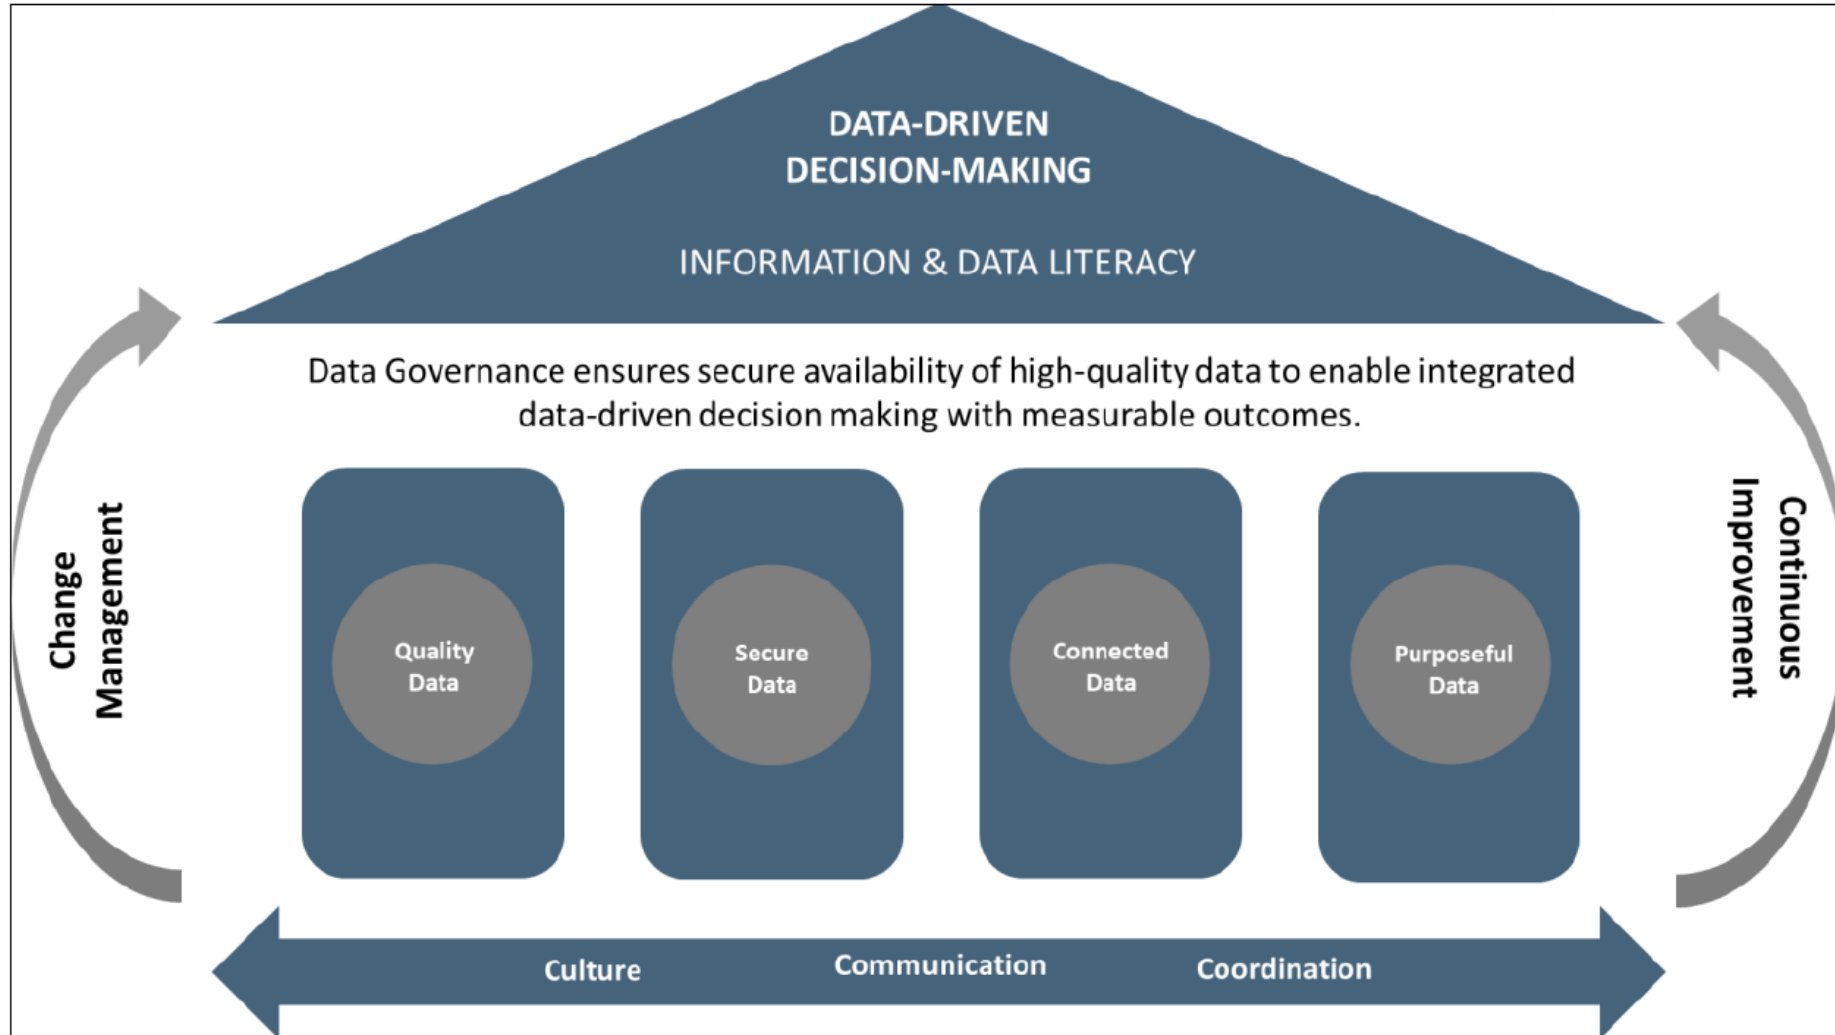 DATA-DRIVEN
DECISION-MAKING
INFORMATION & DATA LITERACY
Data Governance ensures secure availability of high-quality data to enable integrated
data-driven decision making with measurable outcomes.
Change
Management
Quality
Data
Secure
Data
Connected
Data
Purposeful
Data
Continuous
Improvement
Culture
Communication
Coordination